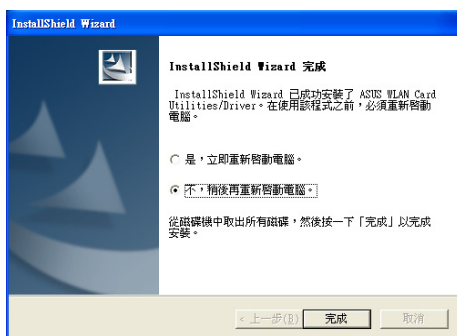 InstallShield Wizard
InstallShield Wizard 完成
InstallShield Wizard 已成功安裝了 ASUS WLAN Card
Utilities/Driver。在使用該程式之前，必須重新啓動
電腦。
是，立即重新啓動電腦。
不，稍後再重新啓動電腦。
從磁碟機中取出所有磁碟，然後按一下「完成」以完成
安裝。
< 上一步(B)
完成
取消